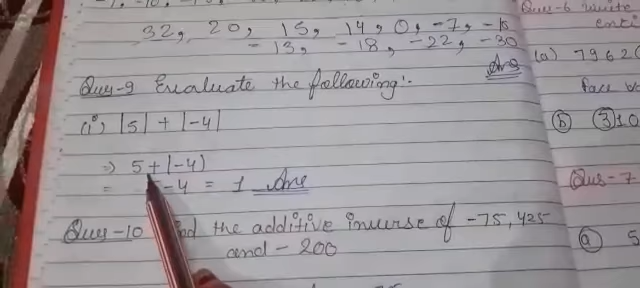 32, 20, 15, 14, 0, -7,
-13, -18, -22, -30
Ans
Ques-9 Evaluate the following:-
(i) |5| + |-4|
⇒ 5+(-4)
= -4 = 1 Ans
Ques-10 the additive inverse of -75, 425
and -200
Ques-6 write
(a) 79620
face
(b) 310
Ques-7
(a) 5